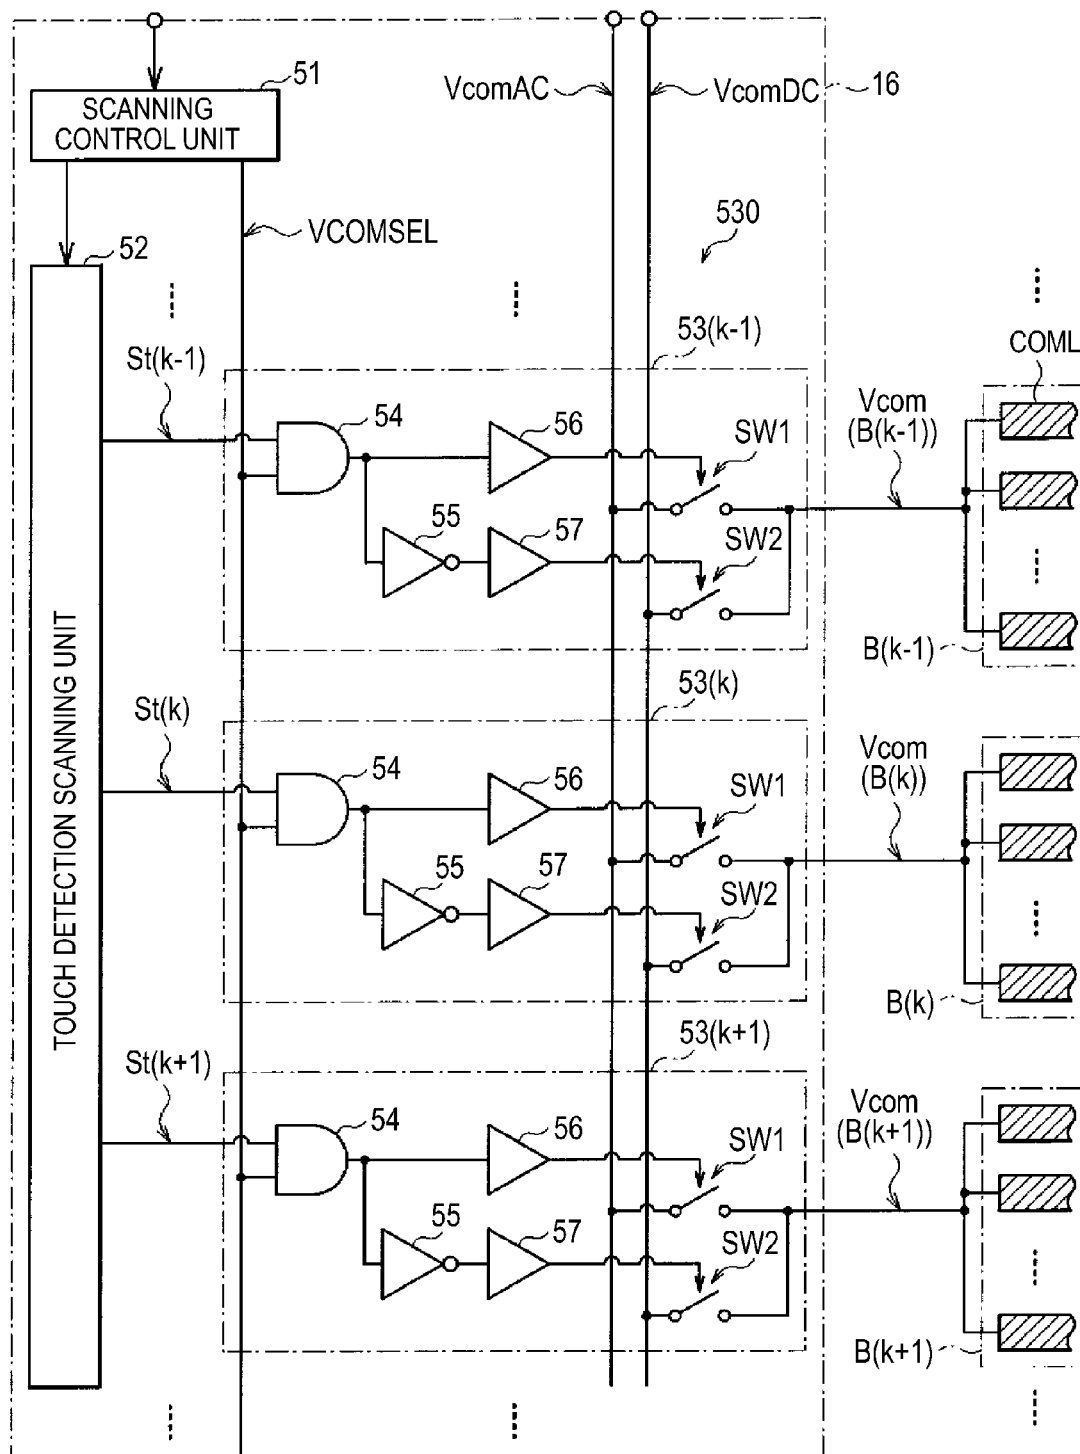 51
SCANNING
CONTROL UNIT
VcomAC
VcomDC
16
VCOMSEL
530
52
TOUCH DETECTION SCANNING UNIT
St(k-1)
53(k-1)
COML
54
56
SW1
Vcom
(B(k-1))
55
57
SW2
B(k-1)
53(k)
St(k)
54
56
SW1
Vcom
(B(k))
55
57
SW2
B(k)
53(k+1)
St(k+1)
54
56
SW1
Vcom
(B(k+1))
55
57
SW2
B(k+1)